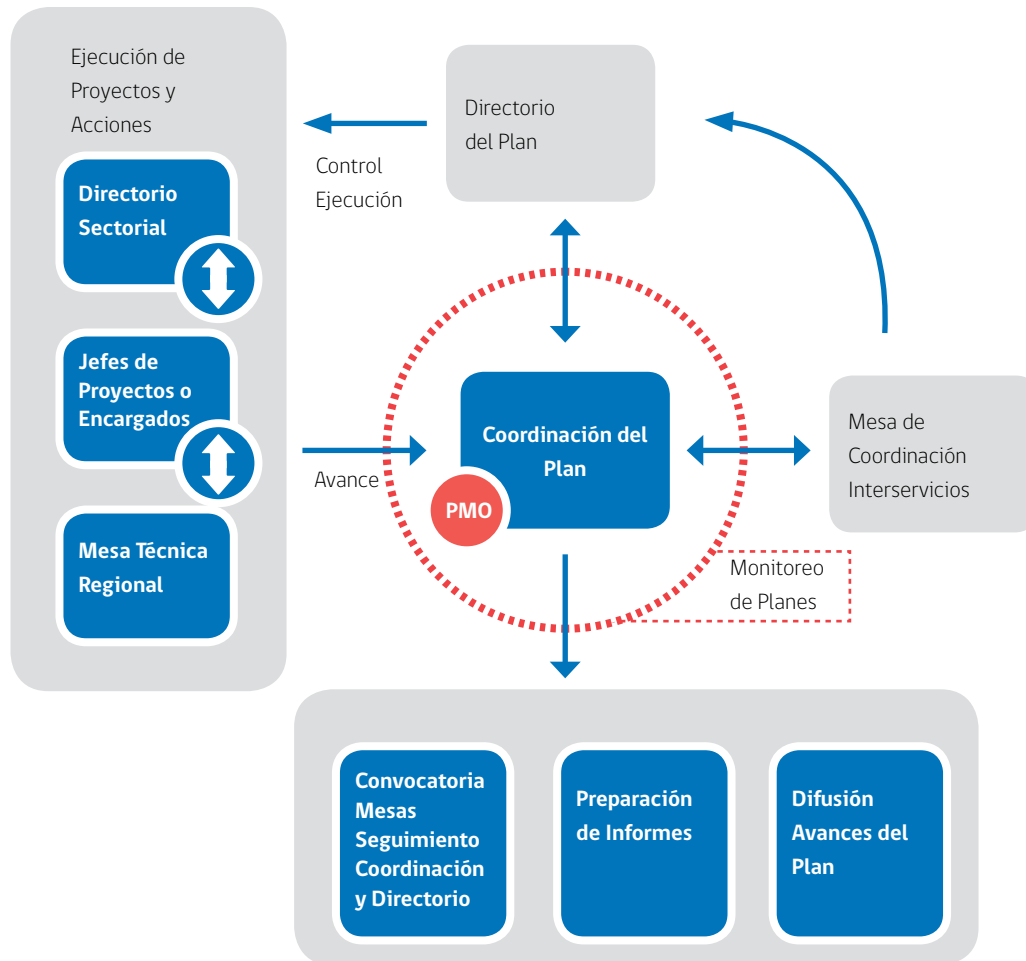 Ejecución de
Proyectos y
Acciones
Directorio
Sectorial
Jefes de
Proyectos o
Encargados
Mesa Técnica
Regional
Control
Ejecución
Directorio
del Plan
Avance
Coordinación del
Plan
PMO
Mesa de
Coordinación
Interservicios
Monitoreo
de Planes
Convocatoria
Mesas
Seguimiento
Coordinación
y Directorio
Preparación
de Informes
Difusión
Avances del
Plan